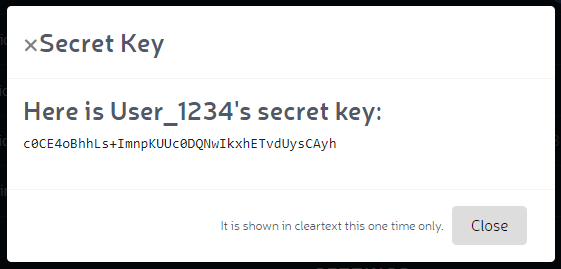 ×Secret Key
Here is User_1234's secret key:
c0CE4oBhhLs+ImnpKUUc0DQNwIkxhETvdUysCAyh
It is shown in cleartext this one time only.
Close